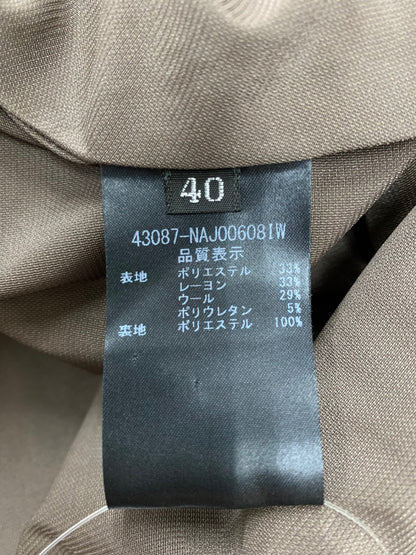 40
43087-NAJ00608IW
品質表示
表地 ポリエステル 33%
レーヨン 33%
ウール 29%
ポリウレタン 5%
裏地 ポリエステル 100%